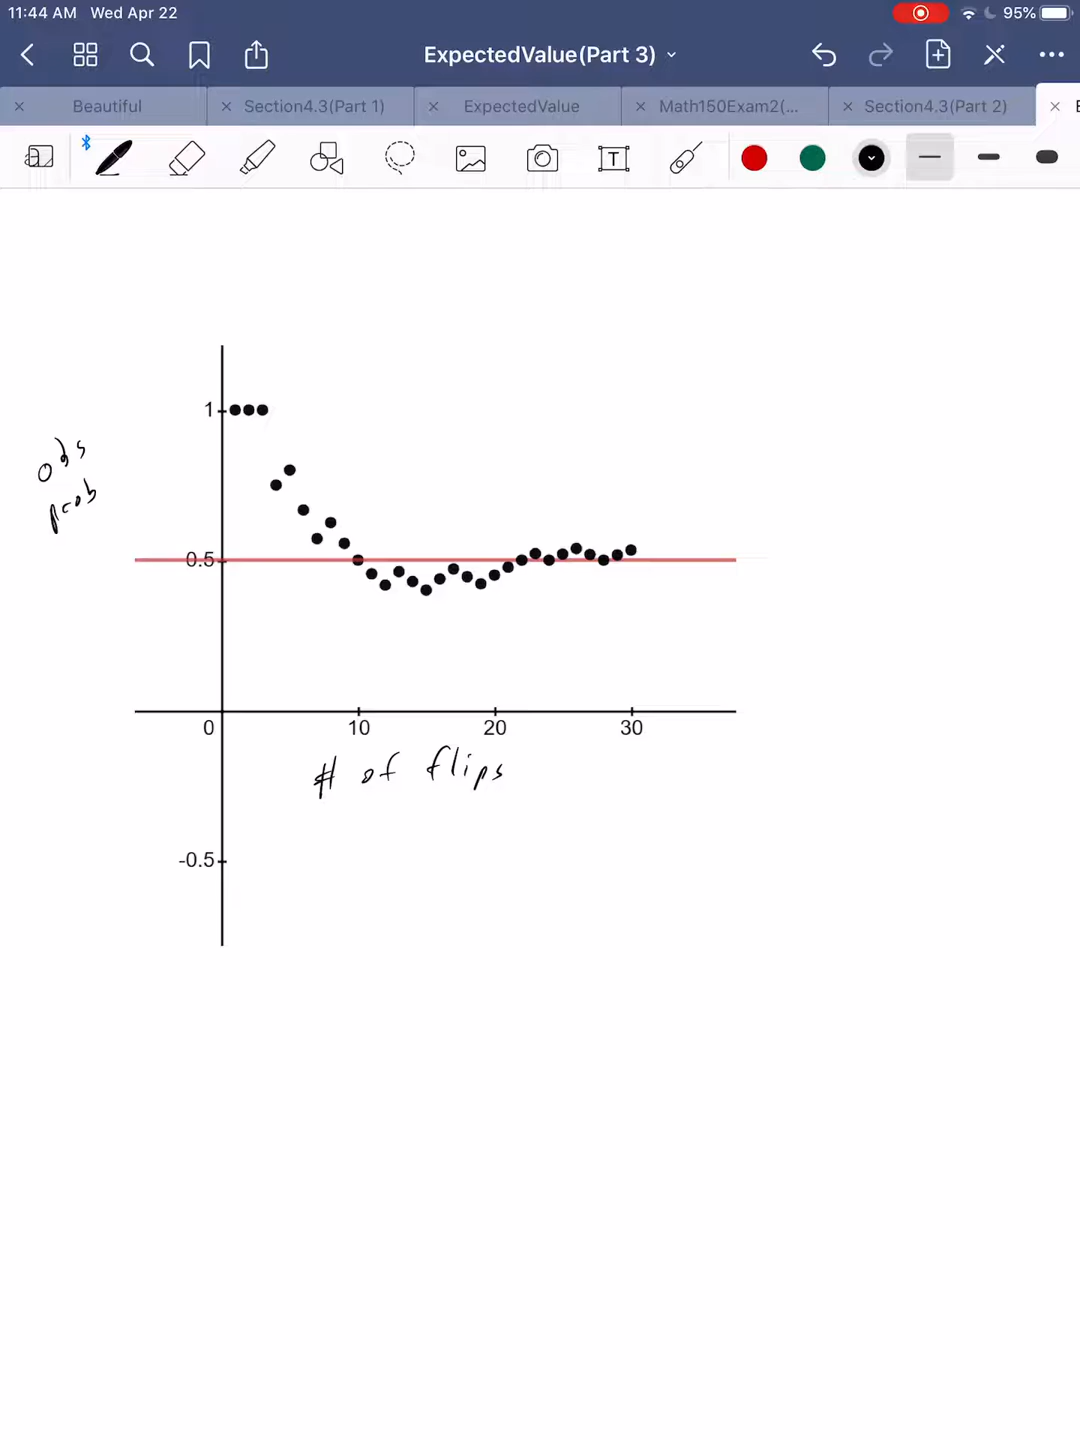 11:44 AM Wed Apr 22
95%
ExpectedValue(Part 3)
Beautiful
Section4.3(Part 1)
ExpectedValue
Math150Exam2(...
Section4.3(Part 2)
E
a
T
1
obs
prob
0.5
0
10
20
30
# of flips
-0.5